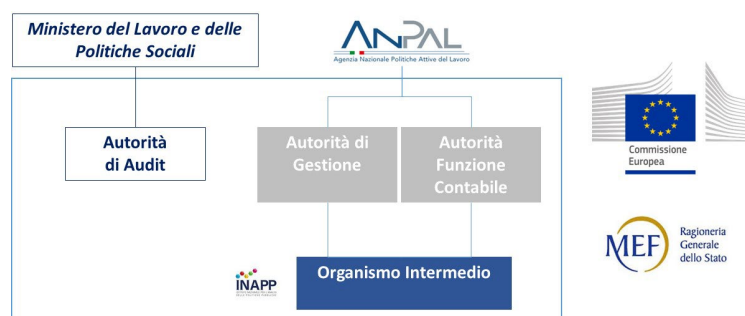 Ministero del Lavoro e delle
Politiche Sociali
ANPAL
Agenzia Nazionale Politiche Attive del Lavoro
Autorità
di Audit
Autorità di
Gestione
Autorità
Funzione
Contabile
Commissione
Europea
INAPP
Organismo Intermedio
MEF
Ragioneria
Generale
dello Stato